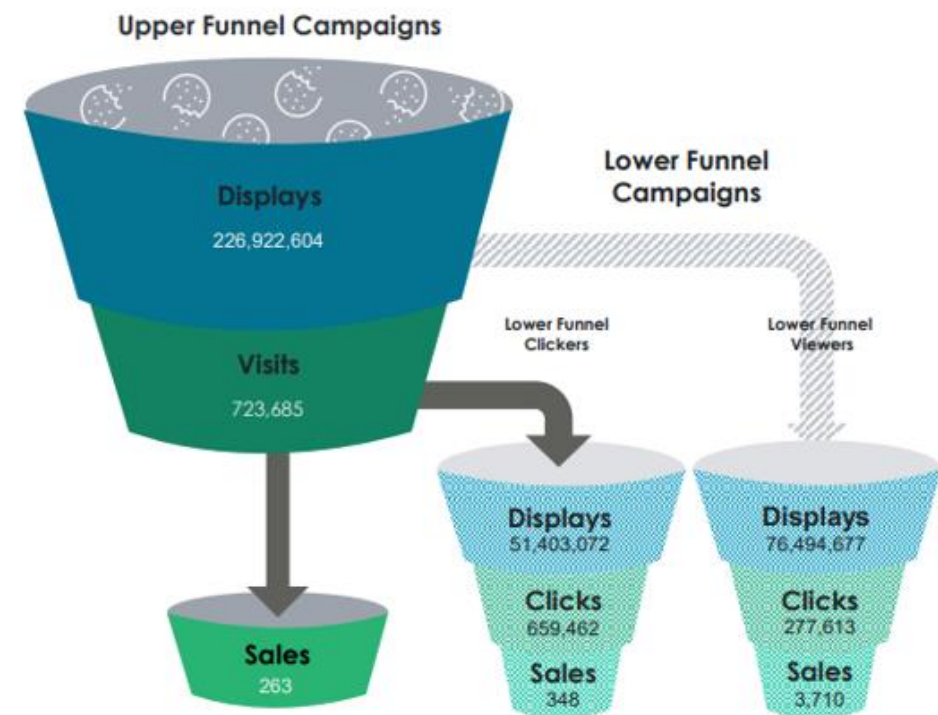 Upper Funnel Campaigns
Displays
226,922,604
Visits
723,685
Sales
263
Lower Funnel
Campaigns
Lower Funnel
Clickers
Displays
51,403,072
Clicks
659,462
Sales
348
Lower Funnel
Viewers
Displays
76,494,677
Clicks
277,613
Sales
3,710